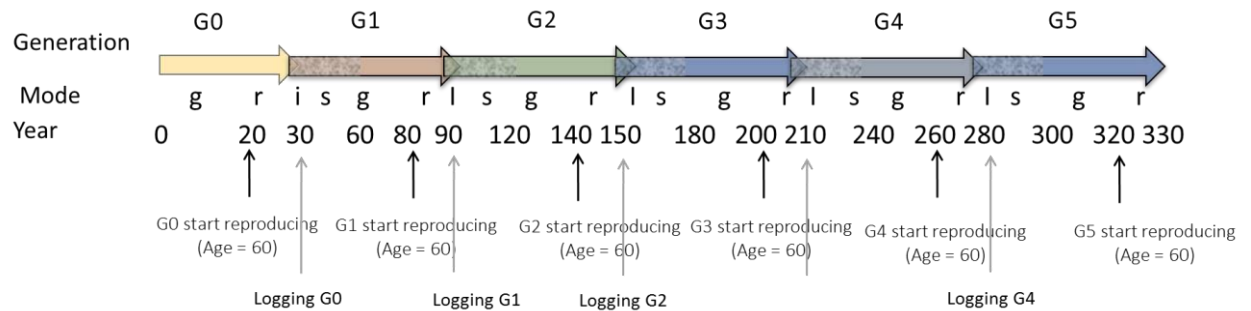 G0 G1 G2 G3 G4 G5
Generation
Mode g r i s g r l s g r l s g r l s g r l s g r
Year 0 20 30 60 80 90 120 140 150 180 200 210 240 260 280 300 320 330
G0 start reproducing G1 start reproducing G2 start reproducing G3 start reproducing G4 start reproducing G5 start reproducing
(Age = 60) (Age = 60) (Age = 60) (Age = 60) (Age = 60) (Age = 60)
Logging G0 Logging G1 Logging G2 Logging G4